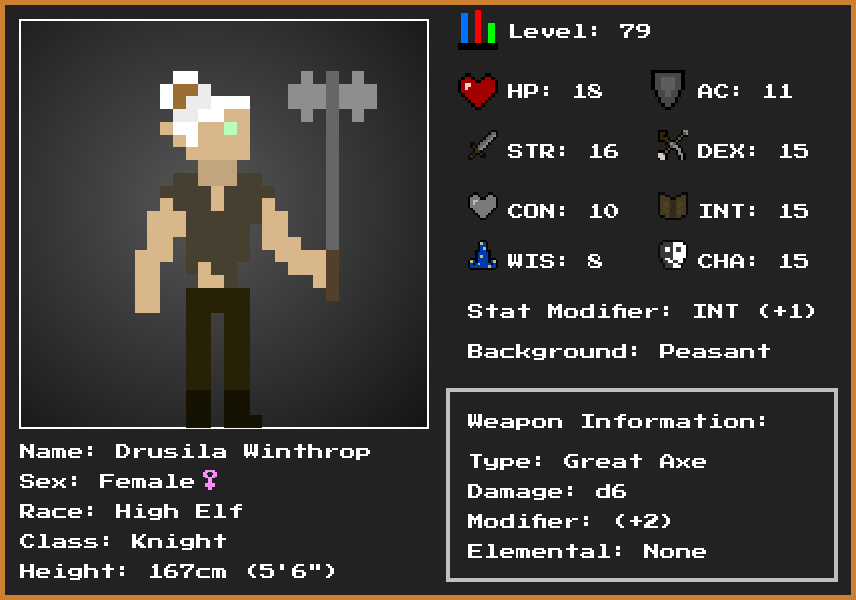 Level: 79
HP: 18 AC: 11
STR: 16 DEX: 15
CON: 10 INT: 15
WIS: 8 CHA: 15
Stat Modifier: INT (+1)
Background: Peasant
Weapon Information:
Type: Great Axe
Damage: d6
Modifier: (+2)
Elemental: None
Name: Drusila Winthrop
Sex: Female♀
Race: High Elf
Class: Knight
Height: 167cm (5'6")